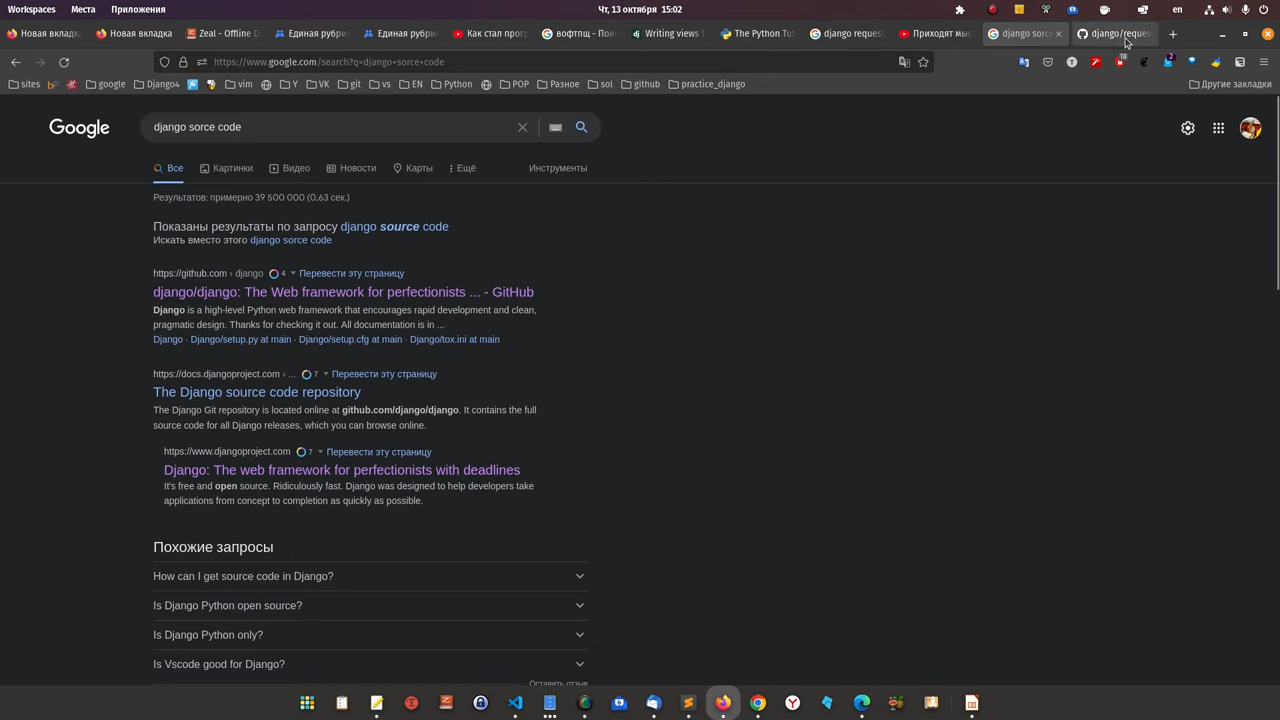 Workspaces Места Приложения Чт, 13 октября 15:02 en
Новая вкладк Новая вкладк Zeal - Offline D Единая рубри Единая рубри Как стал прог вофтпщ - Пои Writing views The Python Tut django request Приходят мыс django sorce django/reques
https://www.google.com/search?q=django+sorce+code 18 2
sites google Django4 vim Y VK git vs EN Python POP Разное sol github practice_django Другие закладки
Google django sorce code
Все Картинки Видео Новости Карты Ещё Инструменты
Результатов: примерно 39 500 000 (0,63 сек.)
Показаны результаты по запросу django source code
Искать вместо этого django sorce code
https://github.com › django 4 Перевести эту страницу
django/django: The Web framework for perfectionists ... - GitHub
Django is a high-level Python web framework that encourages rapid development and clean,
pragmatic design. Thanks for checking it out. All documentation is in ...
Django · Django/setup.py at main · Django/setup.cfg at main · Django/tox.ini at main
https://docs.djangoproject.com › ... 7 Перевести эту страницу
The Django source code repository
The Django Git repository is located online at github.com/django/django. It contains the full
source code for all Django releases, which you can browse online.
https://www.djangoproject.com 7 Перевести эту страницу
Django: The web framework for perfectionists with deadlines
It's free and open source. Ridiculously fast. Django was designed to help developers take
applications from concept to completion as quickly as possible.
Похожие запросы
How can I get source code in Django?
Is Django Python open source?
Is Django Python only?
Is Vscode good for Django?
Оставить отзыв